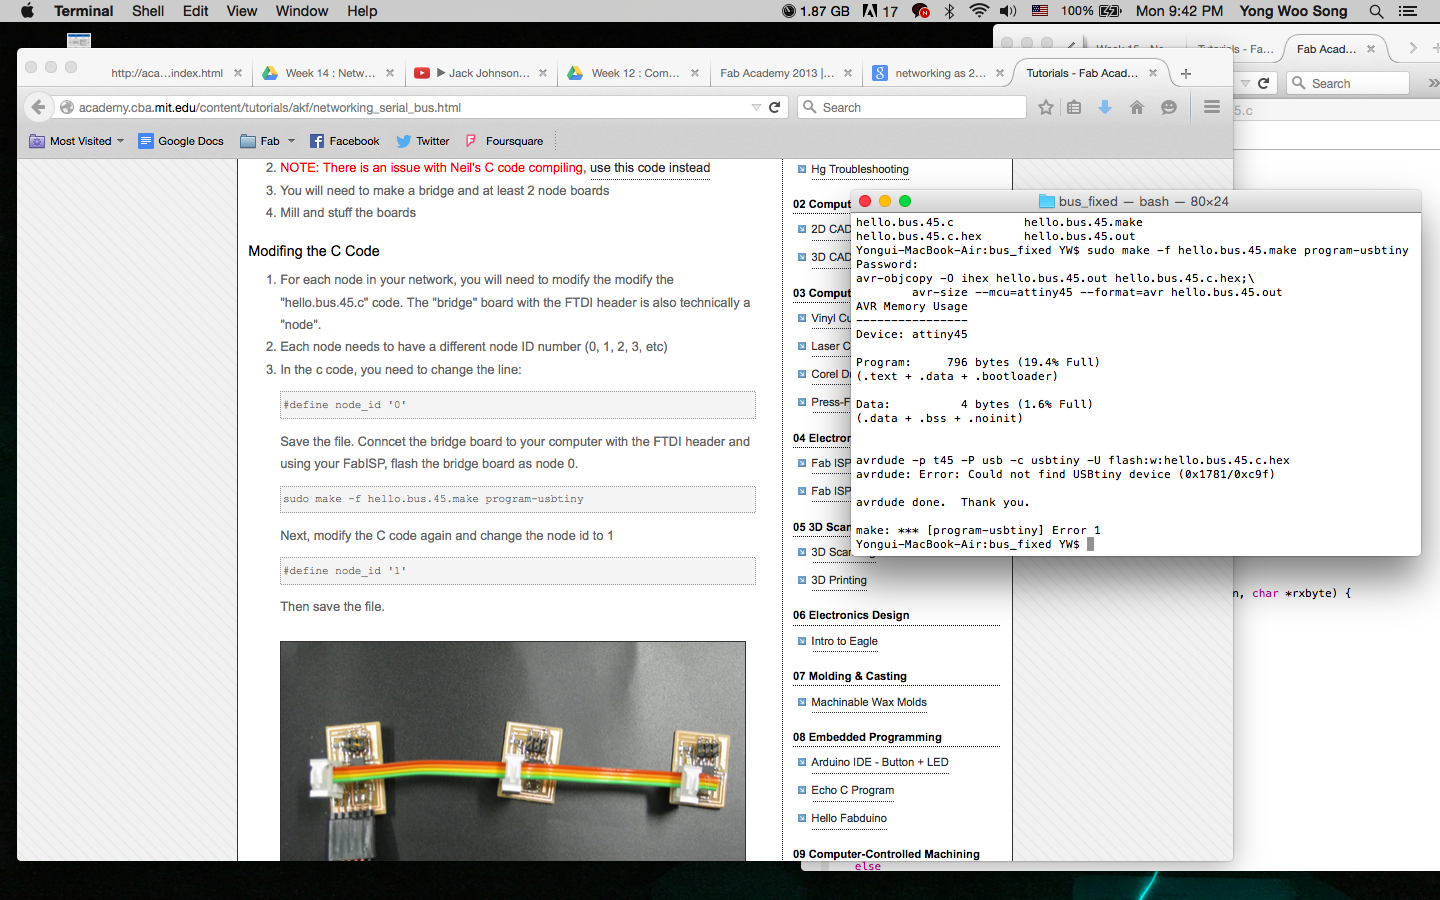 Terminal Shell Edit View Window Help 1.87 GB 17 100% Mon 9:42 PM Yong Woo Song
http://aca...index.html Week 14 : Netw... Jack Johnson... Week 12 : Com... Fab Academy 2013 |... networking as 2... Tutorials - Fab Acad...
Tutorials - Fa... Fab Acad...
academy.cba.mit.edu/content/tutorials/akf/networking_serial_bus.html Search
Search
Most Visited Google Docs Fab Facebook Twitter Foursquare
5.c
2. NOTE: There is an issue with Neil's C code compiling, use this code instead
3. You will need to make a bridge and at least 2 node boards
4. Mill and stuff the boards
Modifing the C Code
1. For each node in your network, you will need to modify the modify the
"hello.bus.45.c" code. The "bridge" board with the FTDI header is also technically a
"node".
2. Each node needs to have a different node ID number (0, 1, 2, 3, etc)
3. In the c code, you need to change the line:
#define node_id '0'
Save the file. Conncet the bridge board to your computer with the FTDI header and
using your FabISP, flash the bridge board as node 0.
sudo make -f hello.bus.45.make program-usbtiny
Next, modify the C code again and change the node id to 1
#define node_id '1'
Then save the file.
Hg Troubleshooting
02 Comput
2D CAD
3D CAD
03 Comput
Vinyl Cu
Laser C
Corel D
Press-F
04 Electron
Fab ISP
Fab ISP
05 3D Scan
3D Scan
3D Printing
06 Electronics Design
Intro to Eagle
07 Molding & Casting
Machinable Wax Molds
08 Embedded Programming
Arduino IDE - Button + LED
Echo C Program
Hello Fabduino
09 Computer-Controlled Machining
bus_fixed — bash — 80×24
hello.bus.45.c hello.bus.45.make
hello.bus.45.c.hex hello.bus.45.out
Yongui-MacBook-Air:bus_fixed YW$ sudo make -f hello.bus.45.make program-usbtiny
Password:
avr-objcopy -O ihex hello.bus.45.out hello.bus.45.c.hex;\
avr-size --mcu=attiny45 --format=avr hello.bus.45.out
AVR Memory Usage
----------------
Device: attiny45
Program: 796 bytes (19.4% Full)
(.text + .data + .bootloader)
Data: 4 bytes (1.6% Full)
(.data + .bss + .noinit)
avrdude -p t45 -P usb -c usbtiny -U flash:w:hello.bus.45.c.hex
avrdude: Error: Could not find USBtiny device (0x1781/0xc9f)
avrdude done. Thank you.
make: *** [program-usbtiny] Error 1
Yongui-MacBook-Air:bus_fixed YW$
n, char *rxbyte) {
else